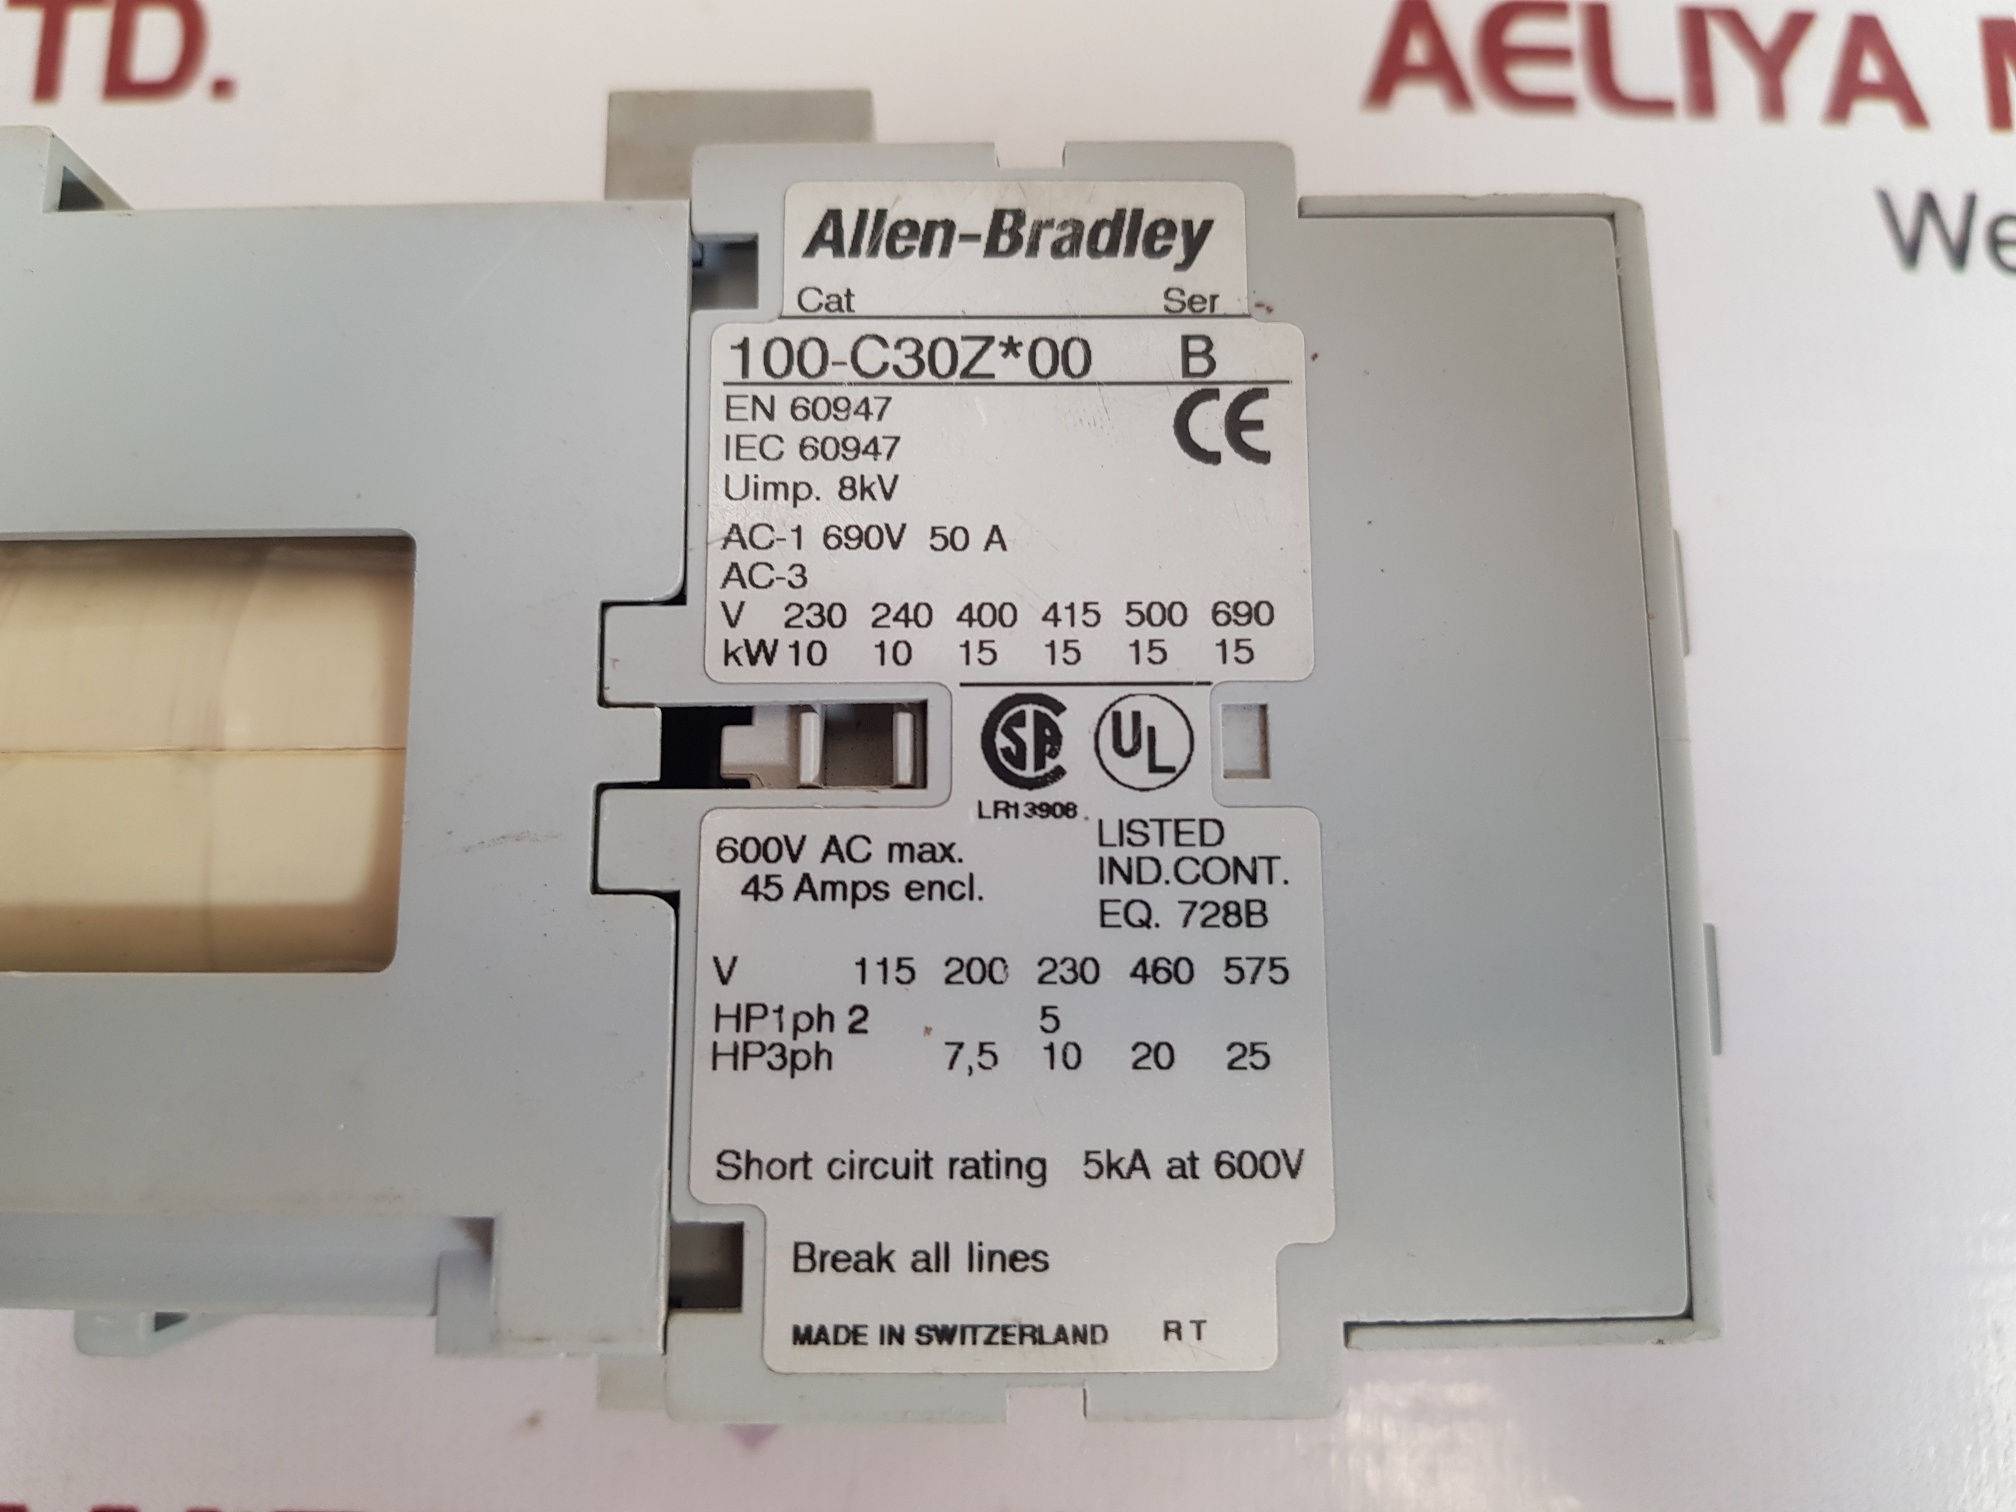 TD.
AELIYA M
We
Allen-Bradley
Cat Ser
100-C30Z*00 B
EN 60947
CE
IEC 60947
Uimp. 8kV
AC-1 690V 50 A
AC-3
V 230 240 400 415 500 690
kW 10 10 15 15 15 15
SA UL
LR13908
600V AC max.
45 Amps encl.
LISTED
IND.CONT.
EQ. 728B
V 115 200 230 460 575
HP1ph 2 5
HP3ph 7,5 10 20 25
Short circuit rating 5kA at 600V
Break all lines
MADE IN SWITZERLAND RT